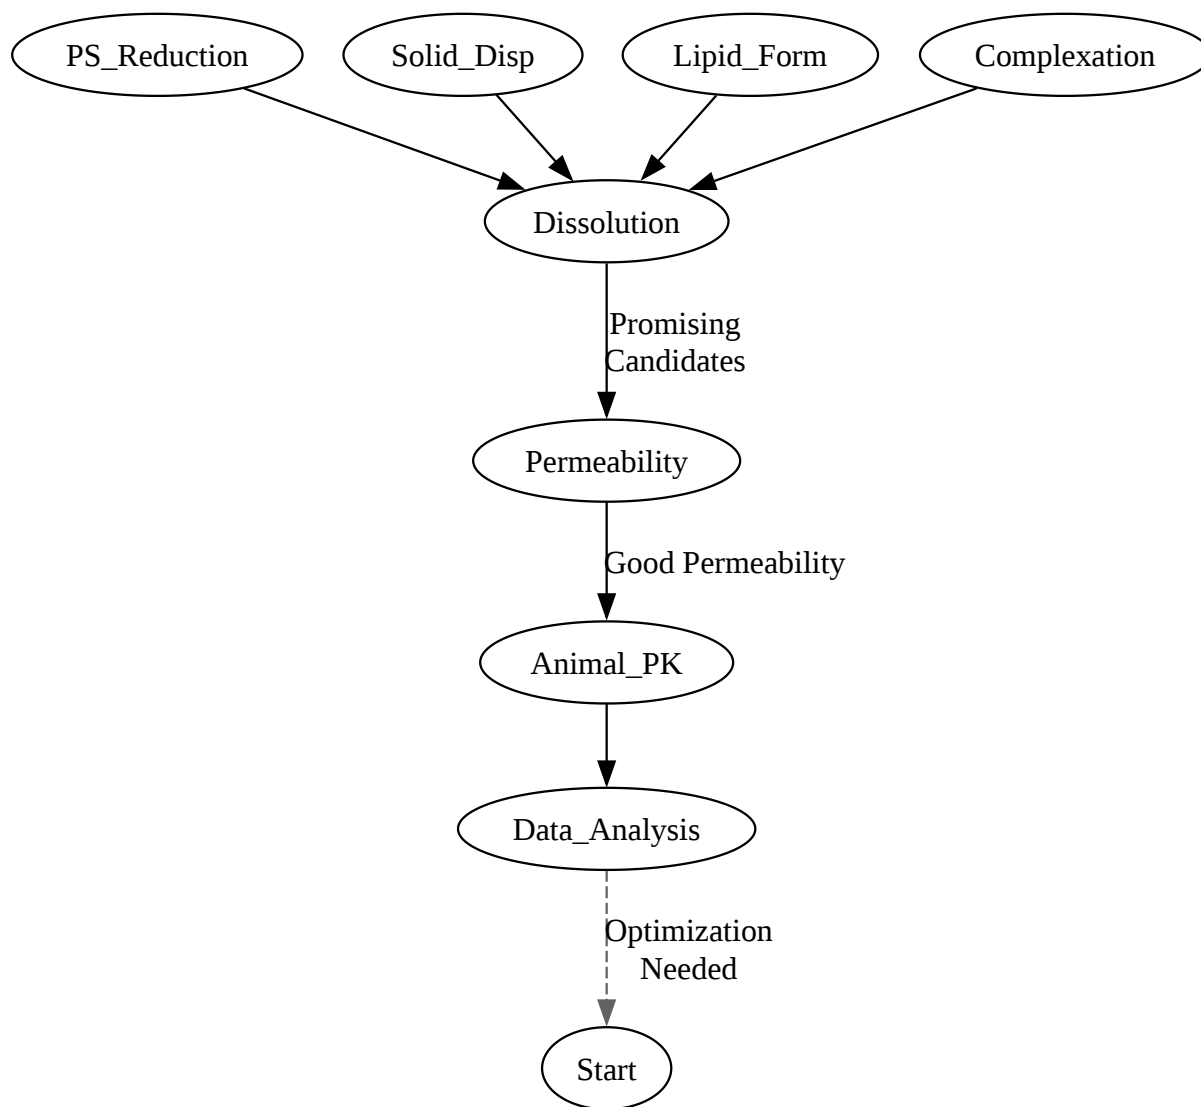 PS_Reduction
Solid_Disp
Lipid_Form
Complexation
Dissolution
Promising
Candidates
Permeability
Good Permeability
Animal_PK
Data_Analysis
Optimization
Needed
Start